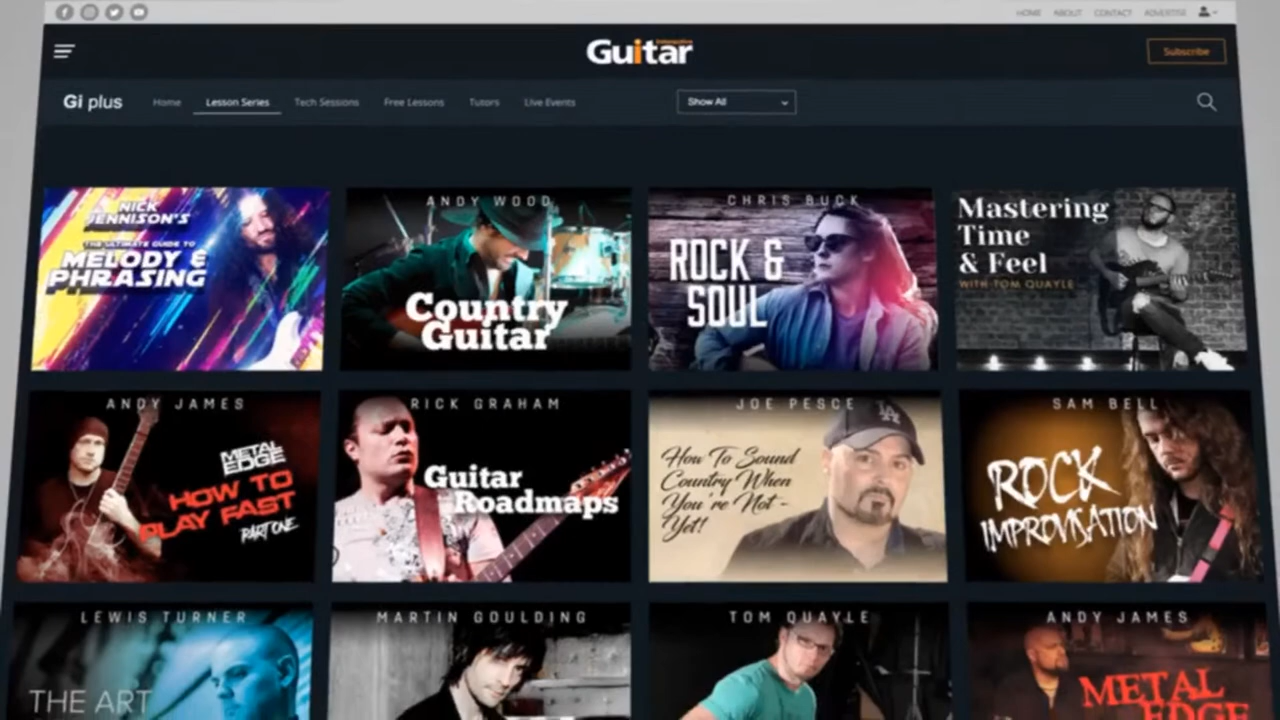 HOME ABOUT CONTACT ADVERTISE
Guitar
interactive
Subscribe
Gi plus Home Lesson Series Tech Sessions Free Lessons Tutors Live Events Show All
NICK
JENNISON'S
THE ULTIMATE GUIDE TO
MELODY &
PHRASING
ANDY WOOD
Country
Guitar
CHRIS BUCK
ROCK &
SOUL
Mastering
Time
& Feel
WITH TOM QUAYLE
ANDY JAMES
METAL
EDGE
HOW TO
PLAY FAST
PART ONE
RICK GRAHAM
Guitar
Roadmaps
JOE PESCE
LA
How To Sound
Country When
You're Not -
Yet!
SAM BELL
ROCK
IMPROVISATION
LEWIS TURNER
THE ART
MARTIN GOULDING
TOM QUAYLE
ANDY JAMES
METAL
EDGE